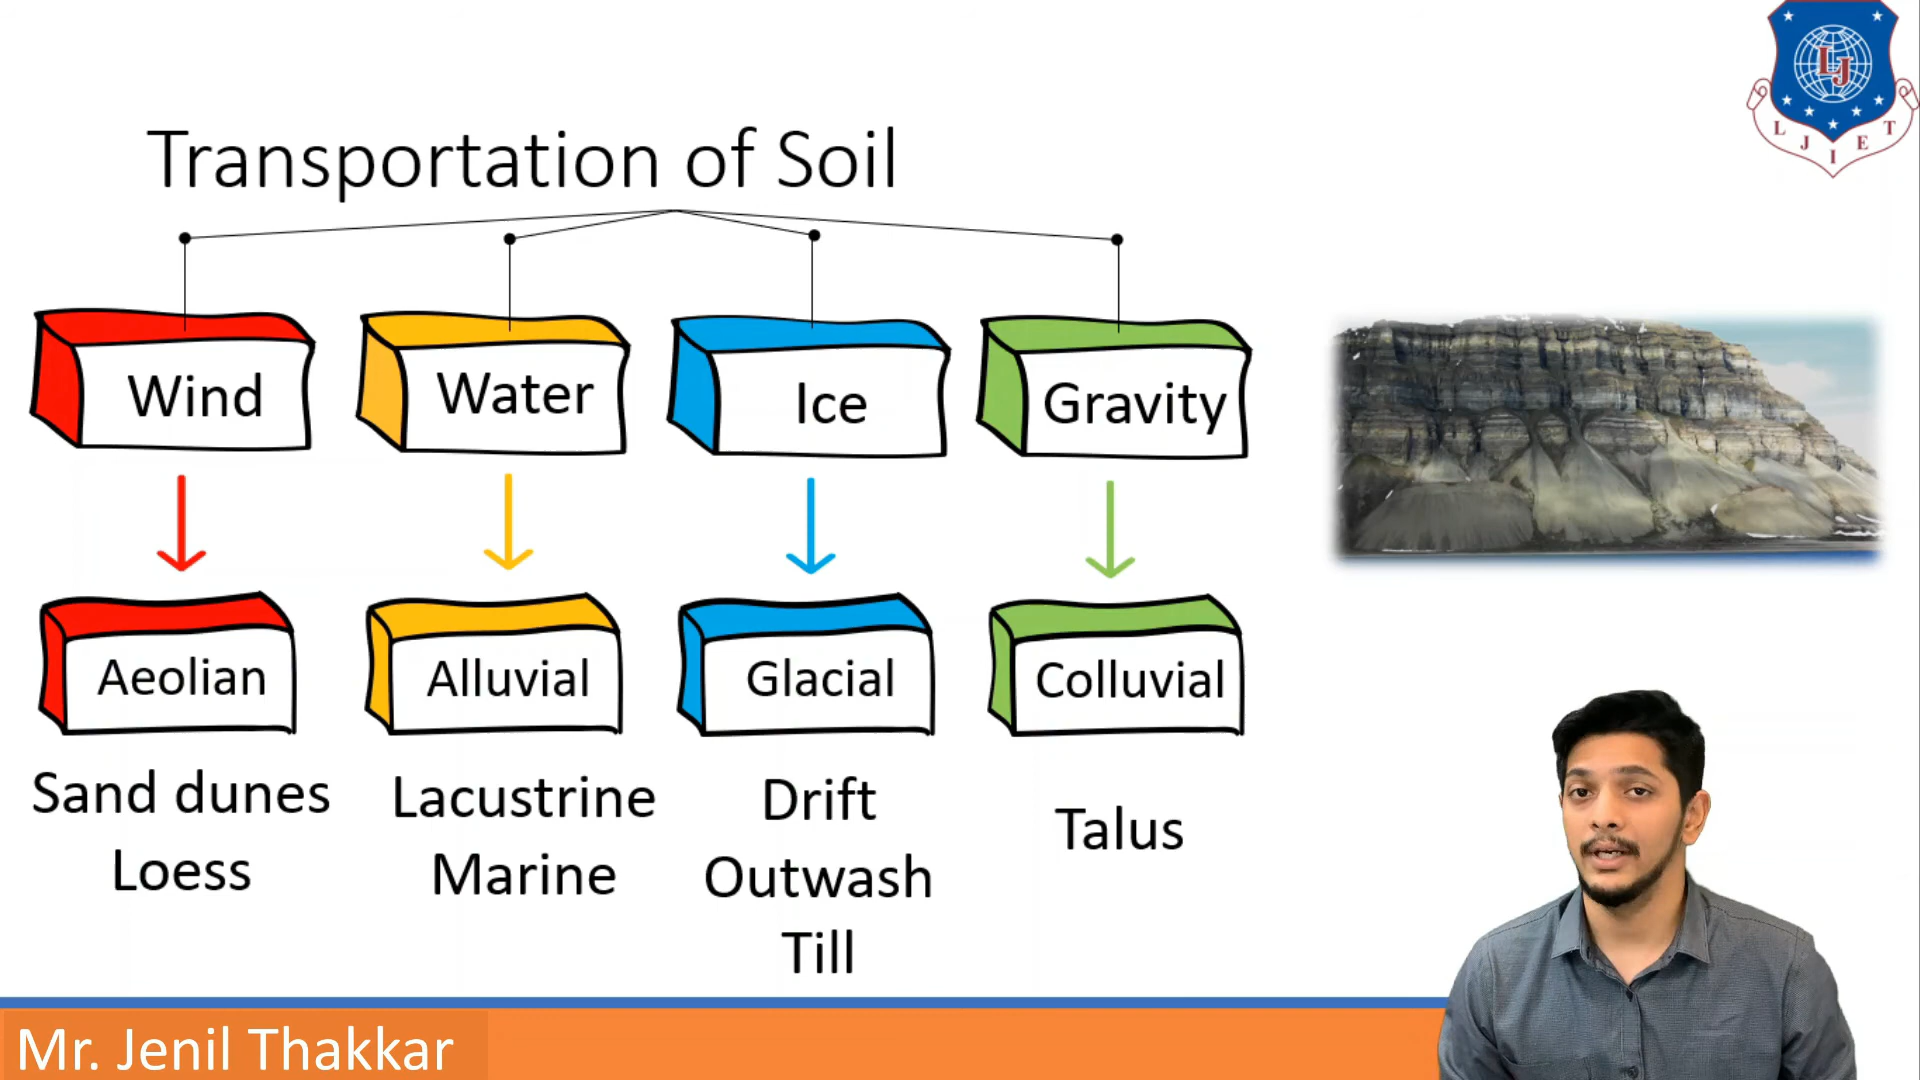 Transportation of Soil
Wind
Water
Ice
Gravity
Aeolian
Alluvial
Glacial
Colluvial
Sand dunes
Loess
Lacustrine
Marine
Drift
Outwash
Till
Talus
LJ
L J I E T
Mr. Jenil Thakkar